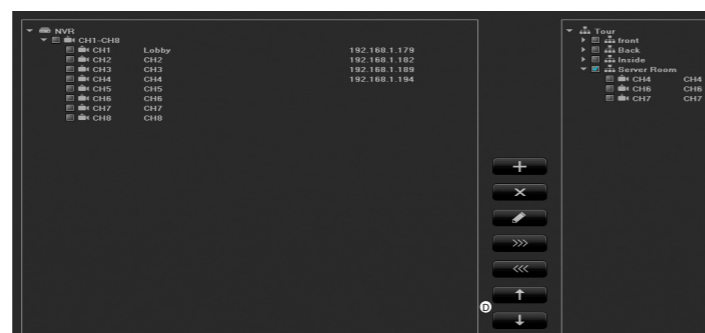 NVR
CH1-CH8
CH1 Lobby 192.168.1.179
CH2 CH2 192.168.1.182
CH3 CH3 192.168.1.189
CH4 CH4 192.168.1.194
CH5 CH5
CH6 CH6
CH7 CH7
CH8 CH8
D
Tour
front
Back
Inside
Server Room
CH4 CH4
CH6 CH6
CH7 CH7